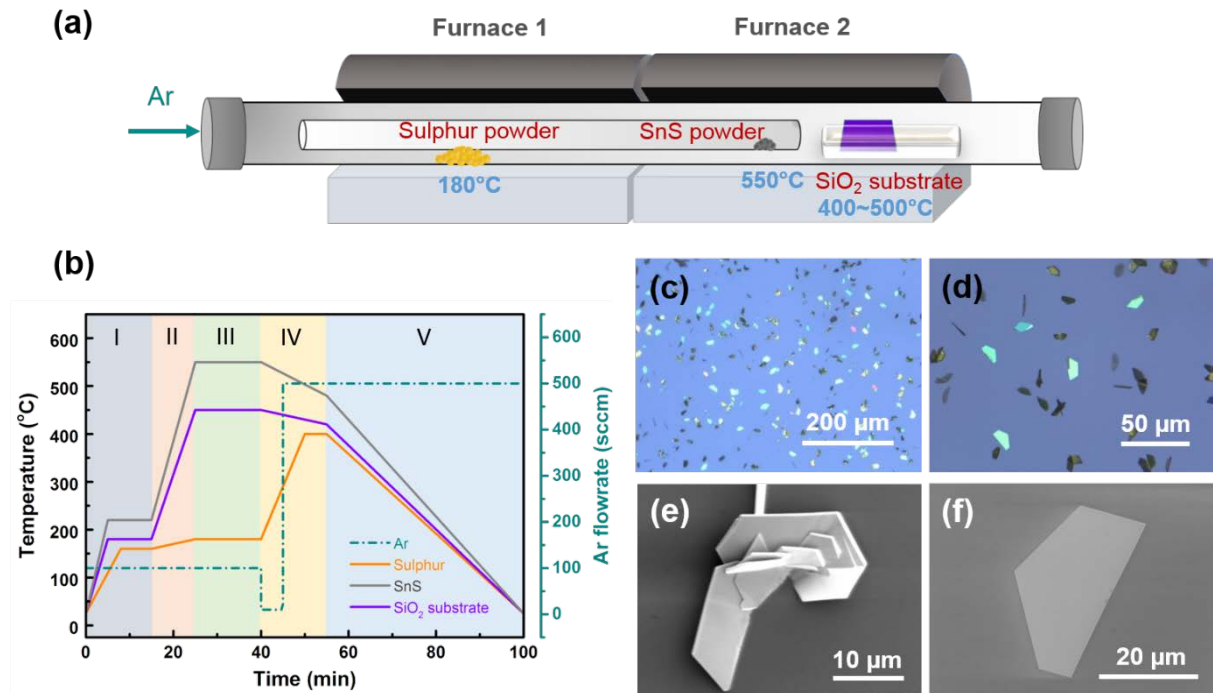 (a)
Furnace 1
Furnace 2
Ar
Sulphur powder
SnS powder
180°C
550°C
SiO₂ substrate
400~500°C
(b)
Temperature (°C)
600
500
400
300
200
100
0
I
II
III
IV
V
Ar
Sulphur
SnS
SiO₂ substrate
0
20
40
60
80
100
Time (min)
600
500
400
300
200
100
0
Ar flowrate (sccm)
(c)
200 µm
(d)
50 µm
(e)
10 µm
(f)
20 µm